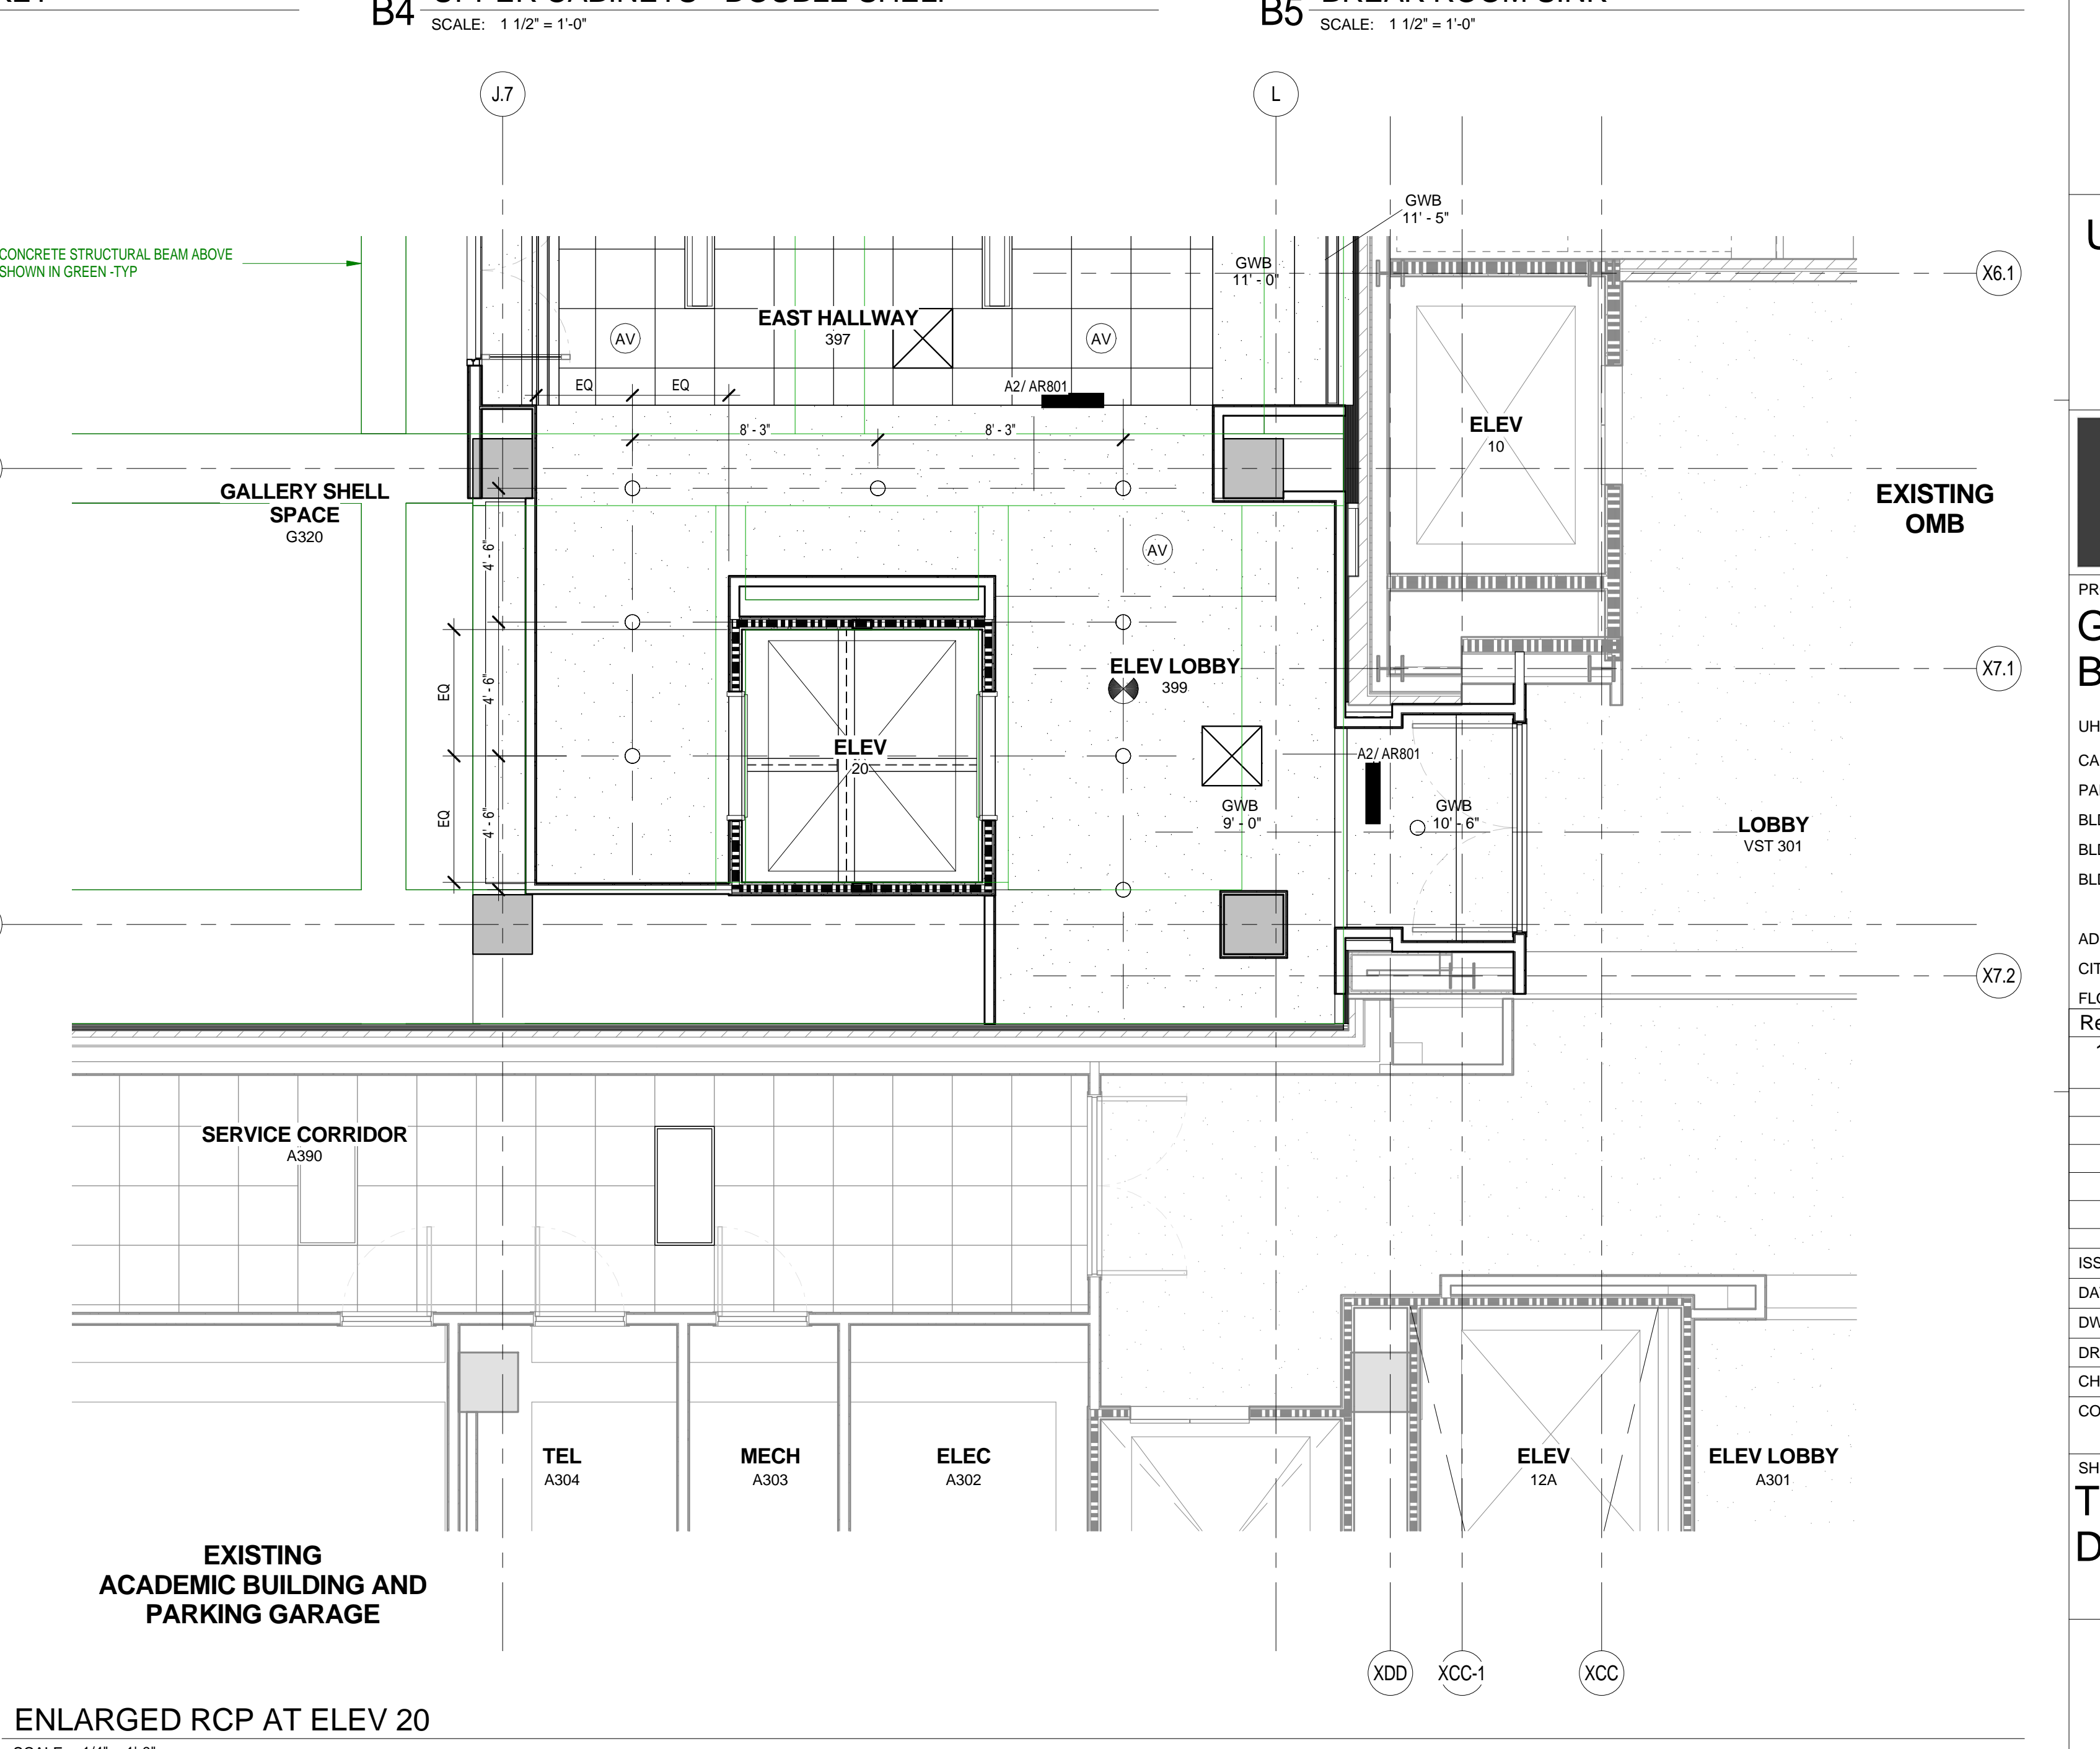 B4
SCALE: 1 1/2" = 1'-0"
B5
SCALE: 1 1/2" = 1'-0"
J.7
L
GWB
11' - 5"
CONCRETE STRUCTURAL BEAM ABOVE
SHOWN IN GREEN -TYP
GWB
11' - 0"
X6.1
EAST HALLWAY
397
AV
AV
EQ
EQ
A2/ AR801
8' - 3"
8' - 3"
ELEV
10
GALLERY SHELL
SPACE
G320
EXISTING
OMB
4' - 6"
AV
ELEV LOBBY
399
X7.1
EQ
4' - 6"
ELEV
20
A2/ AR801
EQ
4' - 6"
GWB
9' - 0"
GWB
10' - 6"
LOBBY
VST 301
X7.2
SERVICE CORRIDOR
A390
TEL
A304
MECH
A303
ELEC
A302
ELEV
12A
ELEV LOBBY
A301
EXISTING
ACADEMIC BUILDING AND
PARKING GARAGE
XDD
XCC-1
XCC
ENLARGED RCP AT ELEV 20